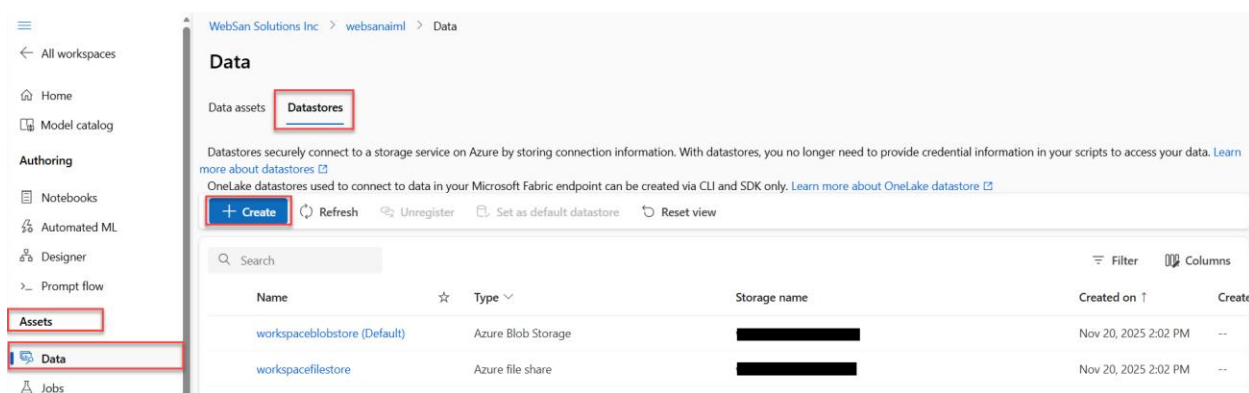 WebSan Solutions Inc > websanaiml > Data
← All workspaces
Data
Home
Data assets Datastores
Model catalog
Authoring
Datastores securely connect to a storage service on Azure by storing connection information. With datastores, you no longer need to provide credential information in your scripts to access your data. Learn
more about datastores
OneLake datastores used to connect to data in your Microsoft Fabric endpoint can be created via CLI and SDK only. Learn more about OneLake datastore
Notebooks
+ Create Refresh Unregister Set as default datastore Reset view
Automated ML
Designer
Search Filter Columns
Prompt flow
Name Type Storage name Created on ↑ Create
Assets
workspaceblobstore (Default) Azure Blob Storage Nov 20, 2025 2:02 PM --
Data
workspacefilestore Azure file share Nov 20, 2025 2:02 PM --
Jobs